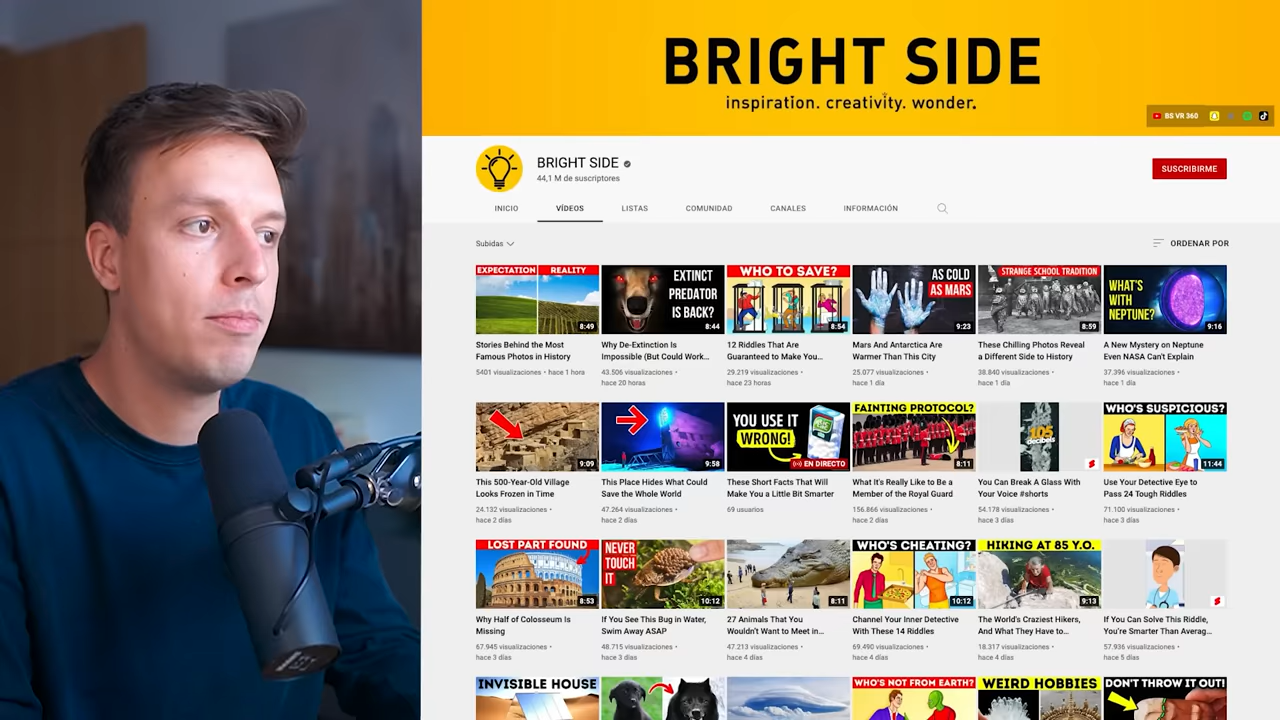 BRIGHT SIDE
inspiration. creativity. wonder.
BS VR 360
BRIGHT SIDE
44,1 M de suscriptores
SUSCRIBIRME
INICIO
VÍDEOS
LISTAS
COMUNIDAD
CANALES
INFORMACIÓN
Subidas
ORDENAR POR
EXPECTATION REALITY
8:49
EXTINCT
PREDATOR
IS BACK?
8:44
WHO TO SAVE?
8:54
AS COLD
AS MARS
9:23
STRANGE SCHOOL TRADITION
8:59
WHAT'S
WITH
NEPTUNE?
9:16
Stories Behind the Most
Famous Photos in History
5401 visualizaciones • hace 1 hora
Why De-Extinction Is
Impossible (But Could Work...
43.506 visualizaciones •
hace 20 horas
12 Riddles That Are
Guaranteed to Make You...
29.219 visualizaciones •
hace 23 horas
Mars And Antarctica Are
Warmer Than This City
25.077 visualizaciones •
hace 1 día
These Chilling Photos Reveal
a Different Side to History
38.840 visualizaciones •
hace 1 día
A New Mystery on Neptune
Even NASA Can't Explain
37.396 visualizaciones •
hace 1 día
9:09
9:58
YOU USE IT
WRONG!
EN DIRECTO
FAINTING PROTOCOL?
8:11
105
decibels
WHO'S SUSPICIOUS?
11:44
This 500-Year-Old Village
Looks Frozen in Time
24.132 visualizaciones •
hace 2 días
This Place Hides What Could
Save the Whole World
47.264 visualizaciones •
hace 2 días
These Short Facts That Will
Make You a Little Bit Smarter
69 usuarios
What It's Really Like to Be a
Member of the Royal Guard
156.866 visualizaciones •
hace 2 días
You Can Break A Glass With
Your Voice #shorts
54.178 visualizaciones •
hace 3 días
Use Your Detective Eye to
Pass 24 Tough Riddles
71.100 visualizaciones •
hace 3 días
LOST PART FOUND
8:53
NEVER
TOUCH
IT
10:12
8:11
WHO'S CHEATING?
10:12
HIKING AT 85 Y.O.
9:13
Why Half of Colosseum Is
Missing
67.945 visualizaciones •
hace 3 días
If You See This Bug in Water,
Swim Away ASAP
48.715 visualizaciones •
hace 3 días
27 Animals That You
Wouldn't Want to Meet in...
47.213 visualizaciones •
hace 4 días
Channel Your Inner Detective
With These 14 Riddles
69.490 visualizaciones •
hace 4 días
The World's Craziest Hikers,
And What They Have to...
18.317 visualizaciones •
hace 4 días
If You Can Solve This Riddle,
You're Smarter Than Averag...
57.936 visualizaciones •
hace 5 días
INVISIBLE HOUSE
WHO'S NOT FROM EARTH?
WEIRD HOBBIES
DON'T THROW IT OUT!